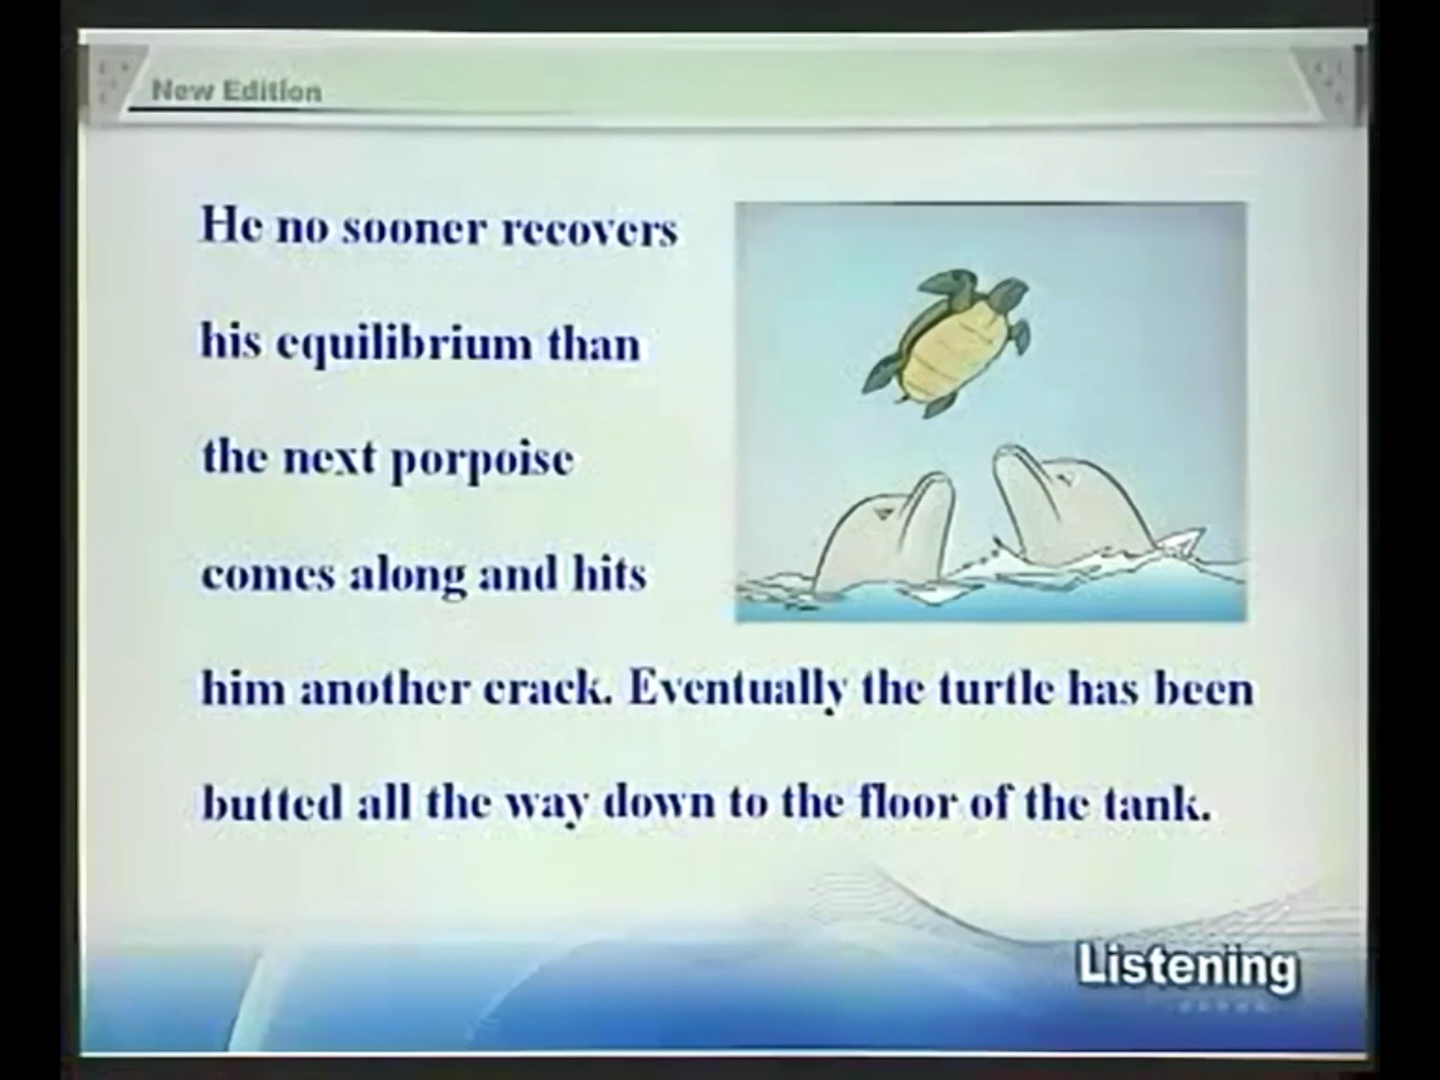 New Edition
He no sooner recovers
his equilibrium than
the next porpoise
comes along and hits
him another crack. Eventually the turtle has been
butted all the way down to the floor of the tank.
Listening